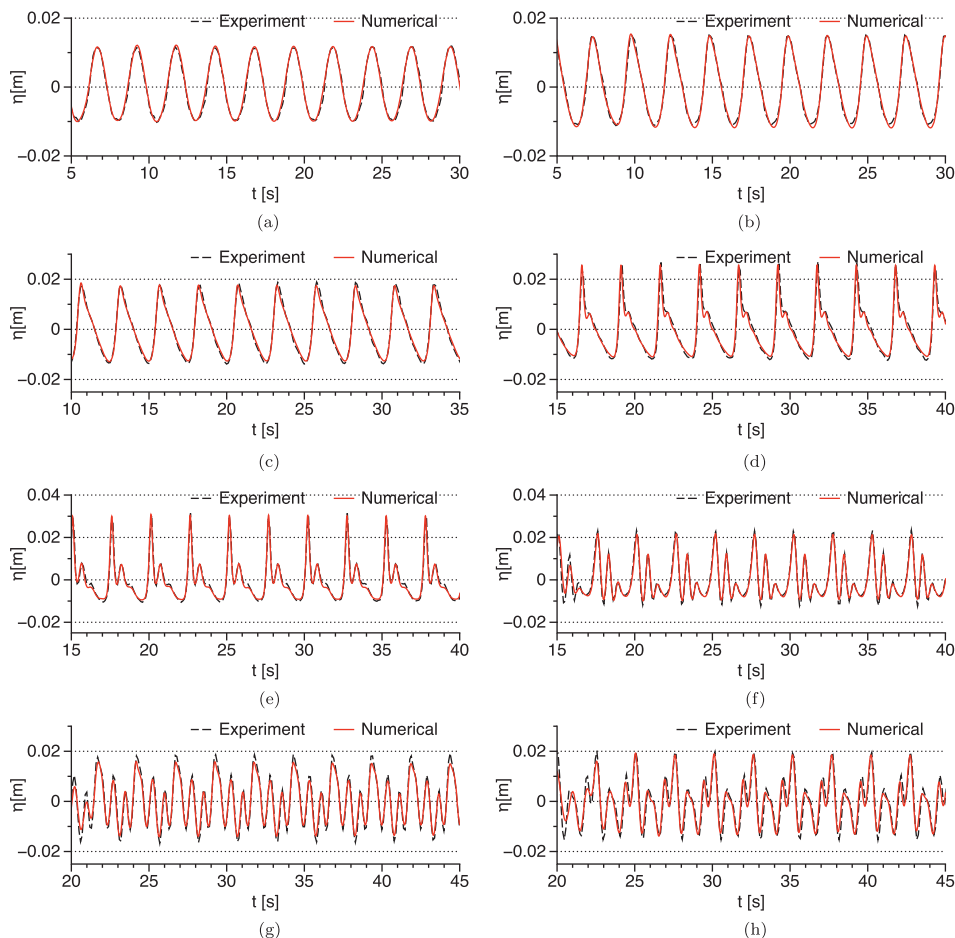 Experiment Numerical
0.02
0
−0.02
η[m]
5 10 15 20 25 30
t [s]
(a)
Experiment Numerical
0.02
0
−0.02
η[m]
5 10 15 20 25 30
t [s]
(b)
Experiment Numerical
0.02
0
−0.02
η[m]
10 15 20 25 30 35
t [s]
(c)
Experiment Numerical
0.02
0
−0.02
η[m]
15 20 25 30 35 40
t [s]
(d)
Experiment Numerical
0.04
0.02
0
−0.02
η[m]
15 20 25 30 35 40
t [s]
(e)
Experiment Numerical
0.04
0.02
0
−0.02
η[m]
15 20 25 30 35 40
t [s]
(f)
Experiment Numerical
0.02
0
−0.02
η[m]
20 25 30 35 40 45
t [s]
(g)
Experiment Numerical
0.02
0
−0.02
η[m]
20 25 30 35 40 45
t [s]
(h)